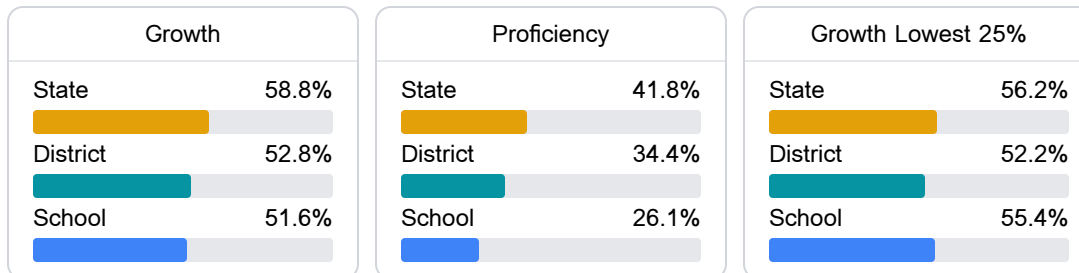 Growth
State 58.8%
District 52.8%
School 51.6%
Proficiency
State 41.8%
District 34.4%
School 26.1%
Growth Lowest 25%
State 56.2%
District 52.2%
School 55.4%